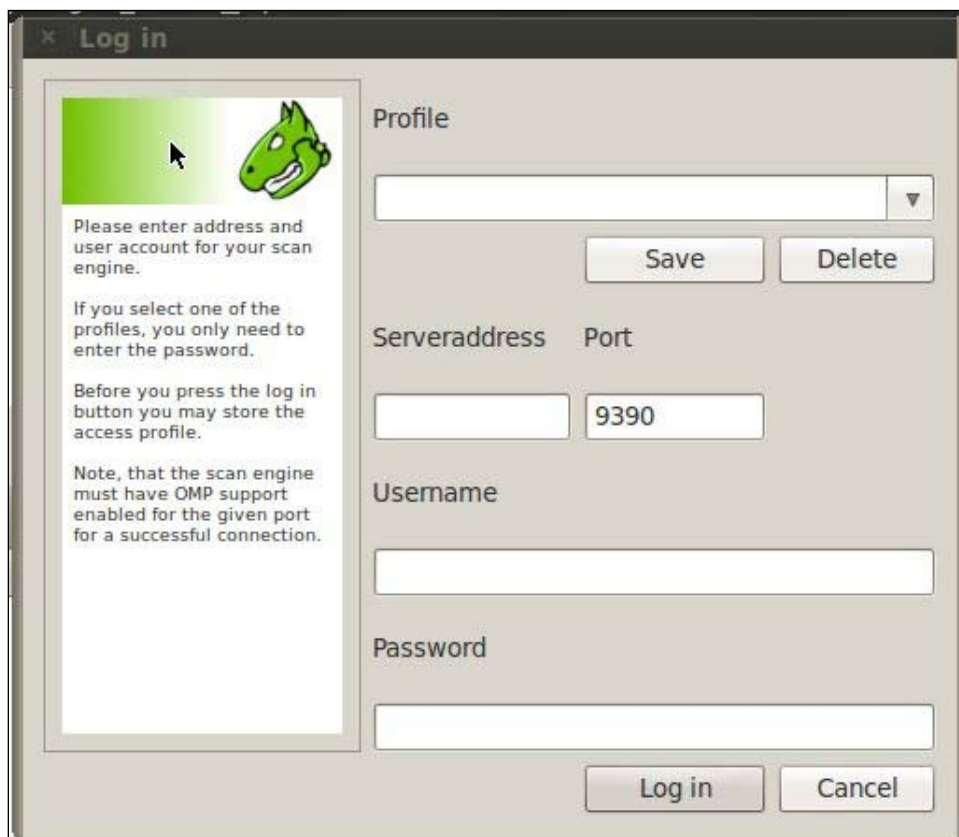 Log in
Profile
Please enter address and
user account for your scan
engine.
If you select one of the
profiles, you only need to
enter the password.
Before you press the log in
button you may store the
access profile.
Note, that the scan engine
must have OMP support
enabled for the given port
for a successful connection.
Save Delete
Serveraddress Port
9390
Username
Password
Log in Cancel